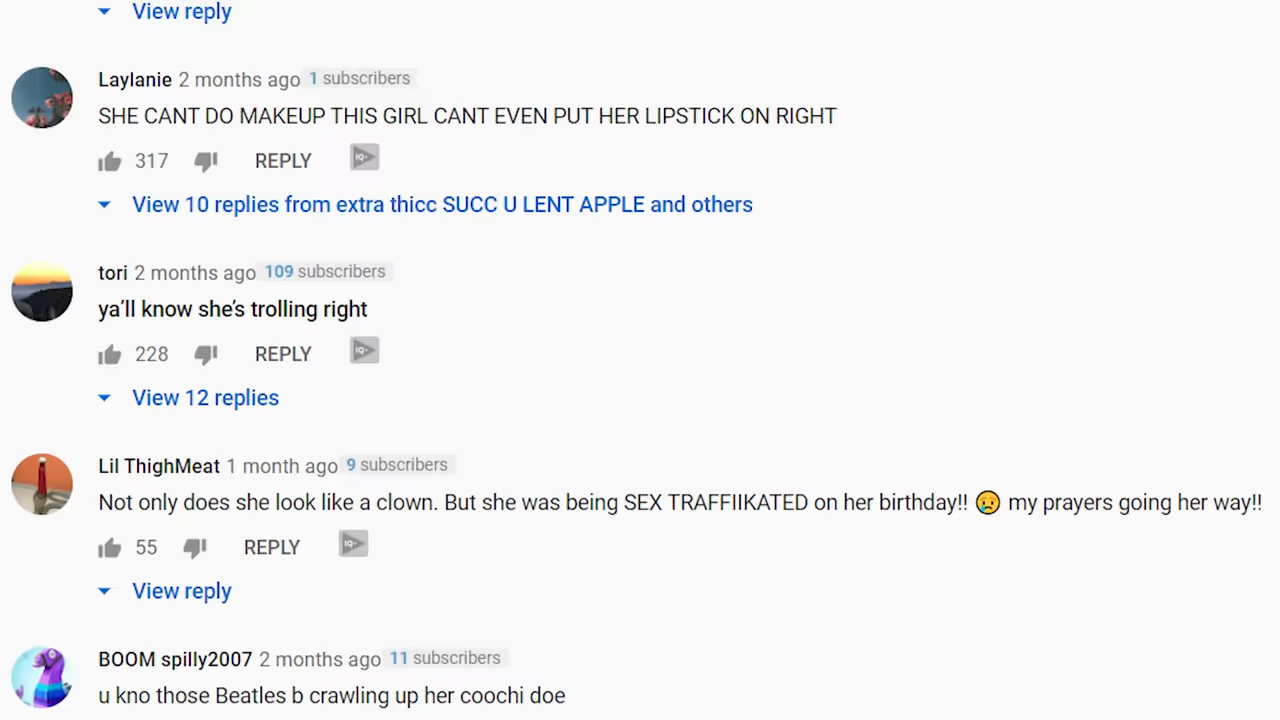 View reply
Laylanie 2 months ago 1 subscribers
SHE CANT DO MAKEUP THIS GIRL CANT EVEN PUT HER LIPSTICK ON RIGHT
317 REPLY IQ+
View 10 replies from extra thicc SUCC U LENT APPLE and others
tori 2 months ago 109 subscribers
ya’ll know she’s trolling right
228 REPLY IQ+
View 12 replies
Lil ThighMeat 1 month ago 9 subscribers
Not only does she look like a clown. But she was being SEX TRAFFIIKATED on her birthday!! 😢 my prayers going her way!!
55 REPLY IQ+
View reply
BOOM spilly2007 2 months ago 11 subscribers
u kno those Beatles b crawling up her coochi doe